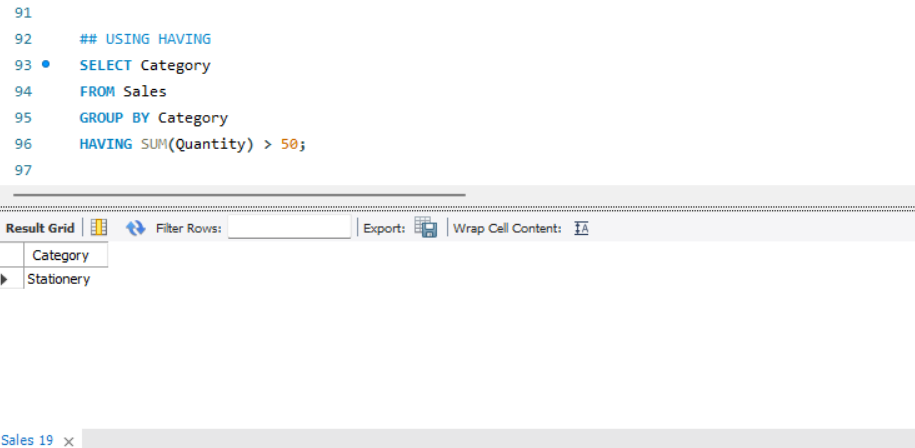 91
92 ## USING HAVING
93 SELECT Category
94 FROM Sales
95 GROUP BY Category
96 HAVING SUM(Quantity) > 50;
97
Result Grid Filter Rows: Export: Wrap Cell Content: IA
Category
Stationery
Sales 19 ×